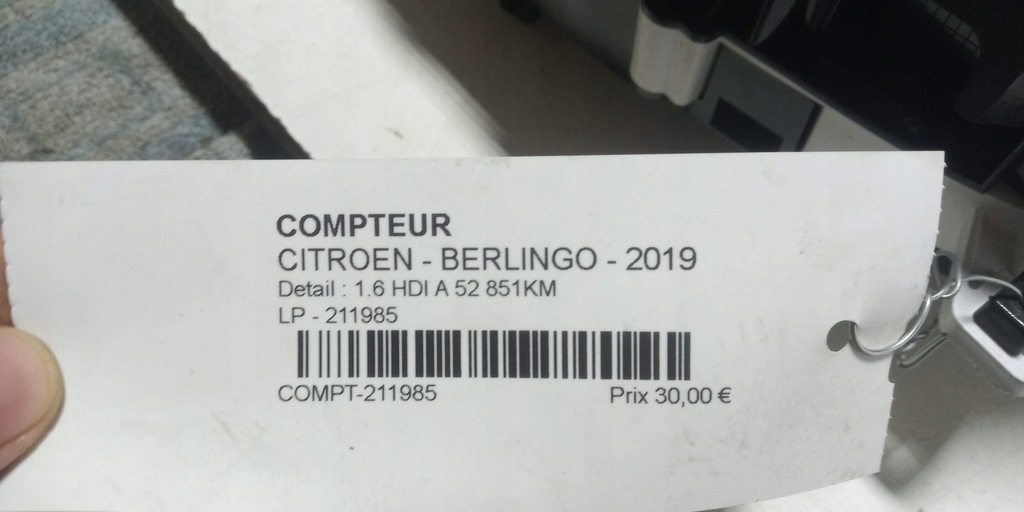 COMPTEUR
CITROEN - BERLINGO - 2019
Detail : 1.6 HDI A 52 851KM
LP - 211985
COMPT-211985 Prix 30,00 €